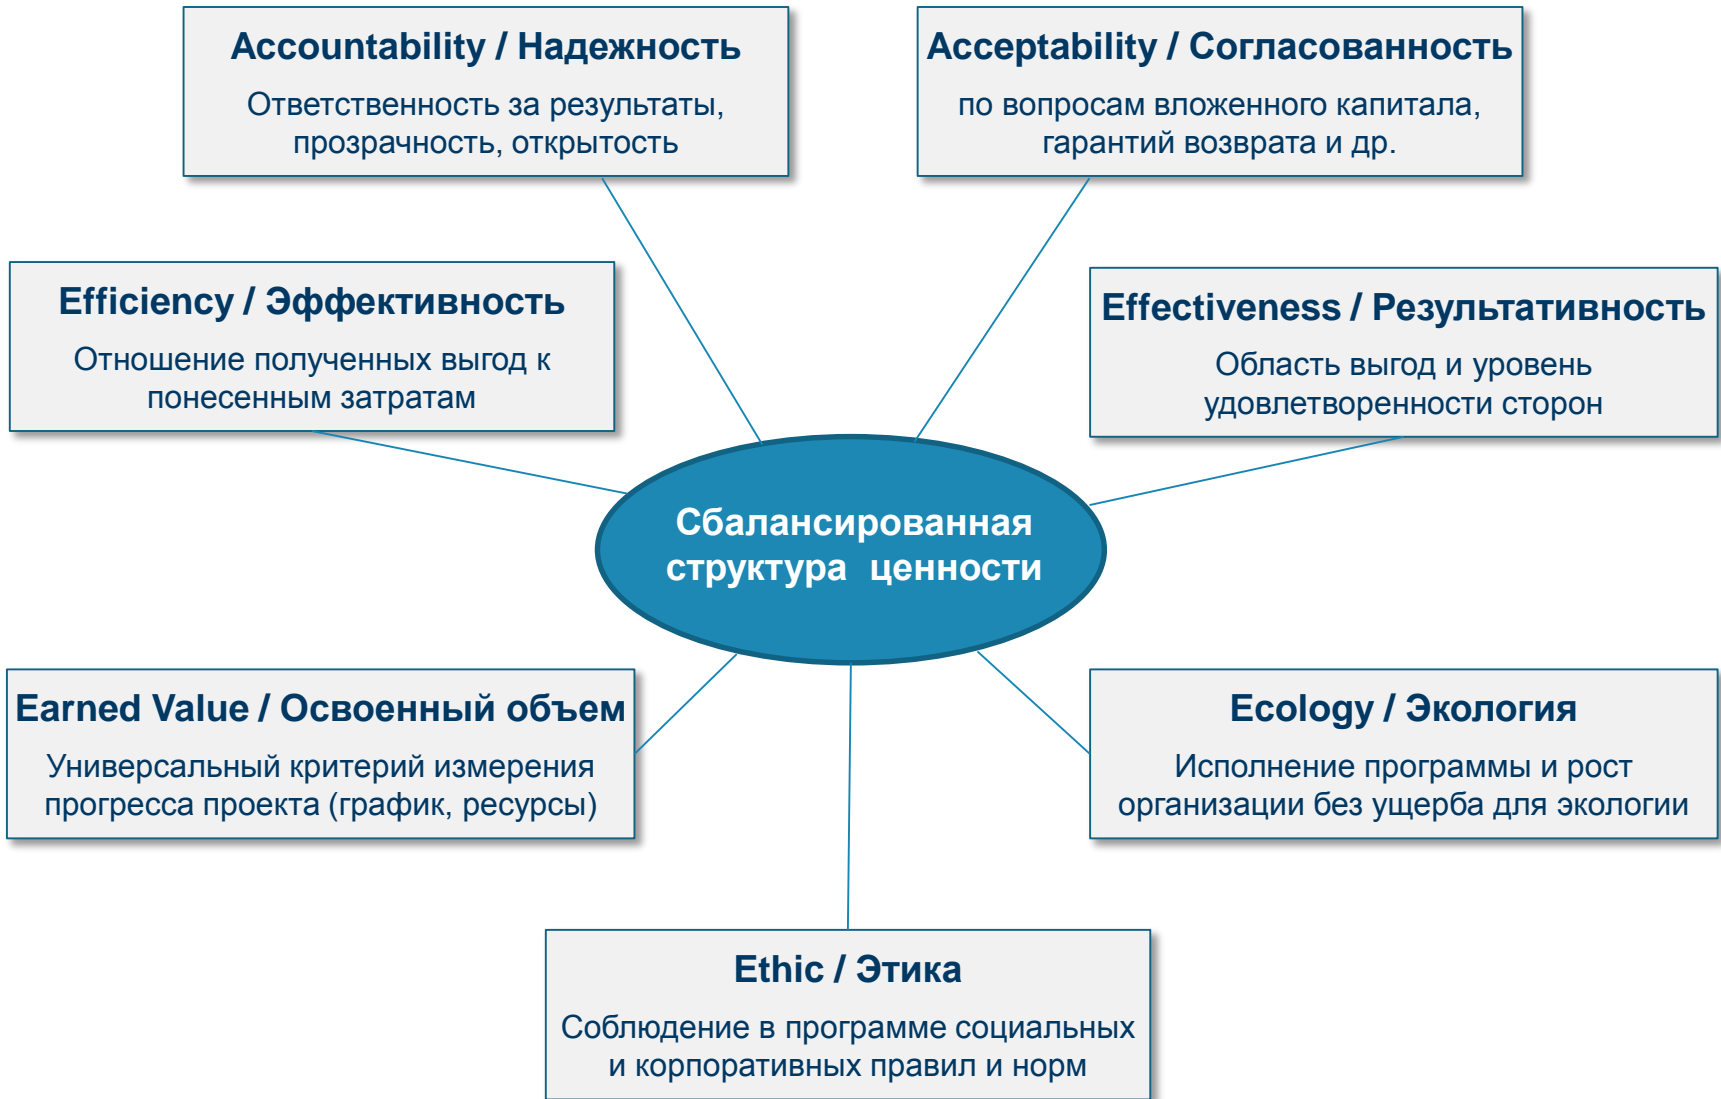 Accountability / Надежность
Ответственность за результаты,
прозрачность, открытость
Acceptability / Согласованность
по вопросам вложенного капитала,
гарантий возврата и др.
Efficiency / Эффективность
Отношение полученных выгод к
понесенным затратам
Effectiveness / Результативность
Область выгод и уровень
удовлетворенности сторон
Сбалансированная
структура ценности
Earned Value / Освоенный объем
Универсальный критерий измерения
прогресса проекта (график, ресурсы)
Ecology / Экология
Исполнение программы и рост
организации без ущерба для экологии
Ethic / Этика
Соблюдение в программе социальных
и корпоративных правил и норм